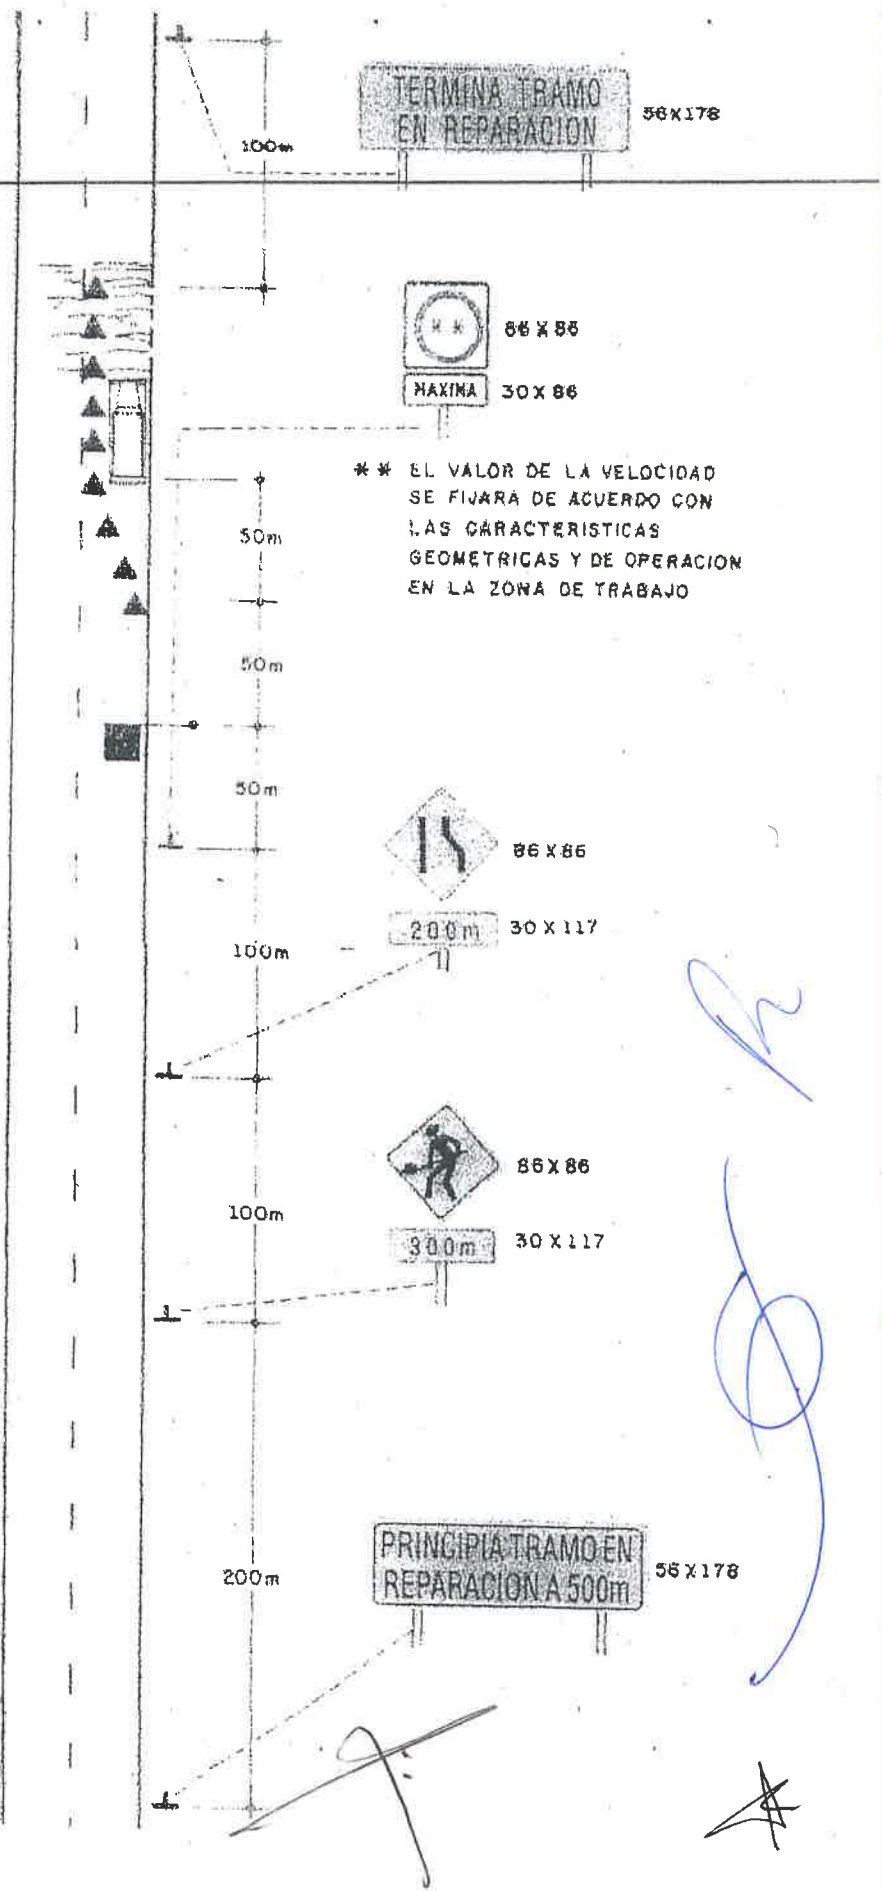 TERMINA TRAMO
EN REPARACION
56X178
100m
* *
86 X 86
MAXIMA
30 X 86
* * EL VALOR DE LA VELOCIDAD
SE FIJARA DE ACUERDO CON
LAS CARACTERISTICAS
GEOMETRICAS Y DE OPERACION
EN LA ZONA DE TRABAJO
50m
50m
50m
86 X 86
200m
30 X 117
100m
86 X 86
100m
300m
30 X 117
PRINCIPIA TRAMO EN
REPARACION A 500m
56 X 178
200m